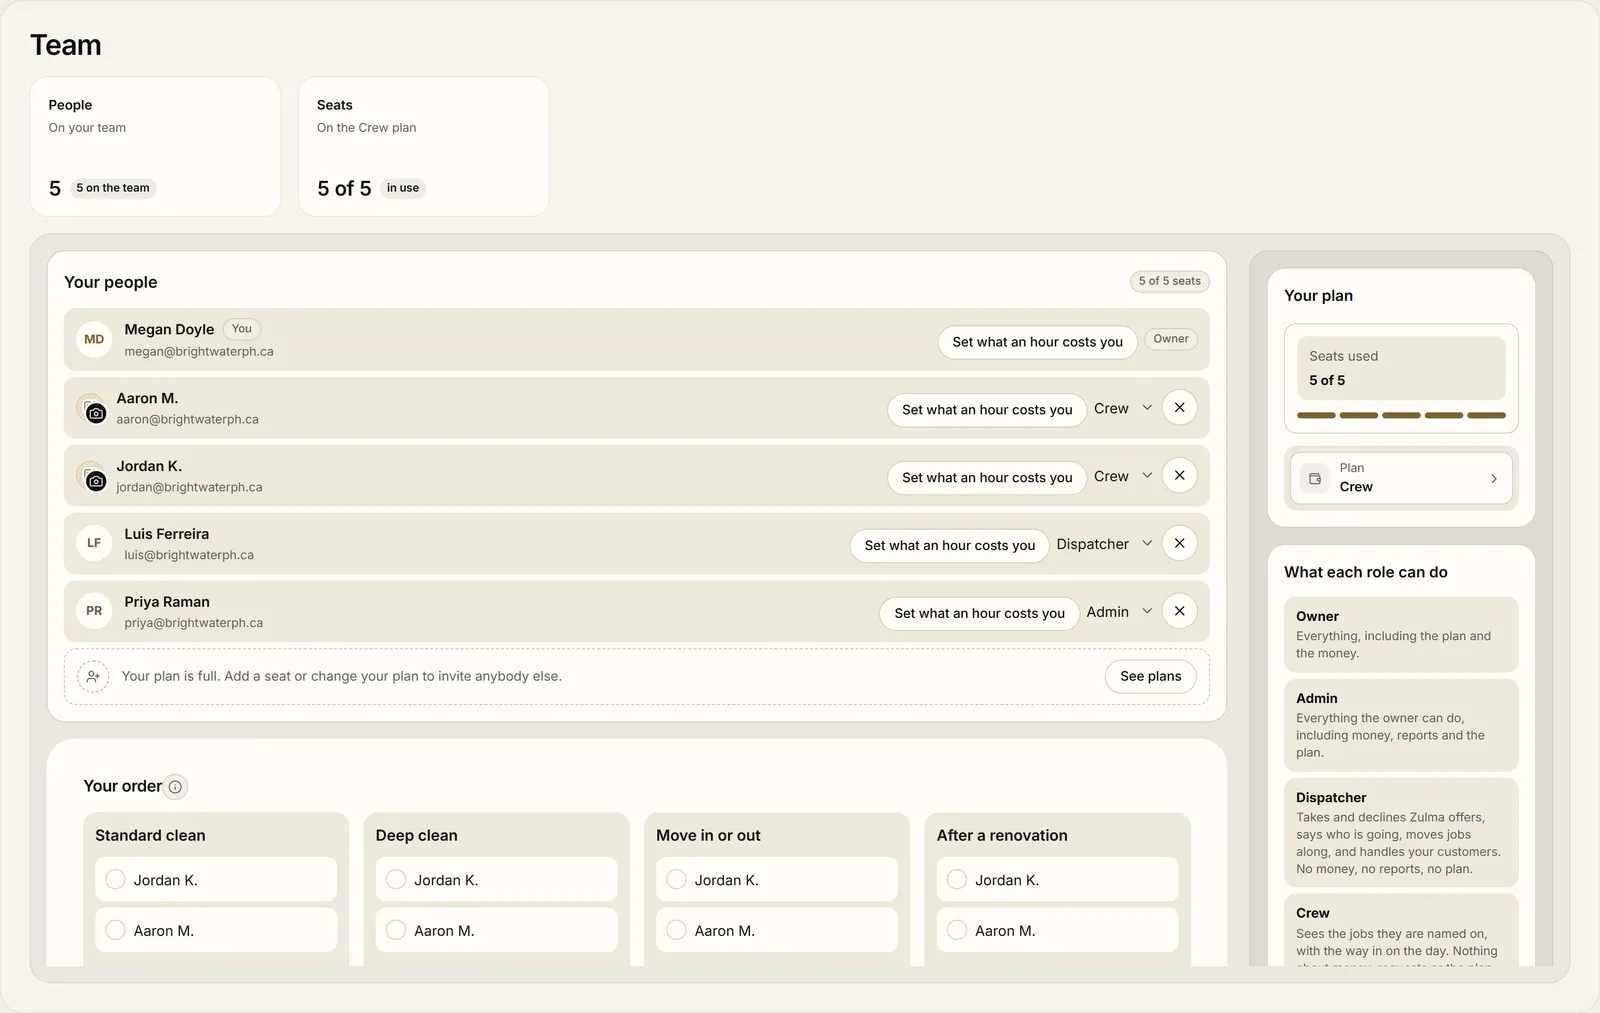 Team
People
On your team
5 5 on the team
Seats
On the Crew plan
5 of 5 in use
Your people
5 of 5 seats
MD
Megan Doyle You
megan@brightwaterph.ca
Set what an hour costs you
Owner
Aaron M.
aaron@brightwaterph.ca
Set what an hour costs you
Crew
Jordan K.
jordan@brightwaterph.ca
Set what an hour costs you
Crew
LF
Luis Ferreira
luis@brightwaterph.ca
Set what an hour costs you
Dispatcher
PR
Priya Raman
priya@brightwaterph.ca
Set what an hour costs you
Admin
Your plan is full. Add a seat or change your plan to invite anybody else.
See plans
Your order
Standard clean
Jordan K.
Aaron M.
Deep clean
Jordan K.
Aaron M.
Move in or out
Jordan K.
Aaron M.
After a renovation
Jordan K.
Aaron M.
Your plan
Seats used
5 of 5
Plan
Crew
What each role can do
Owner
Everything, including the plan and
the money.
Admin
Everything the owner can do,
including money, reports and the
plan.
Dispatcher
Takes and declines Zulma offers,
says who is going, moves jobs
along, and handles your customers.
No money, no reports, no plan.
Crew
Sees the jobs they are named on,
with the way in on the day. Nothing